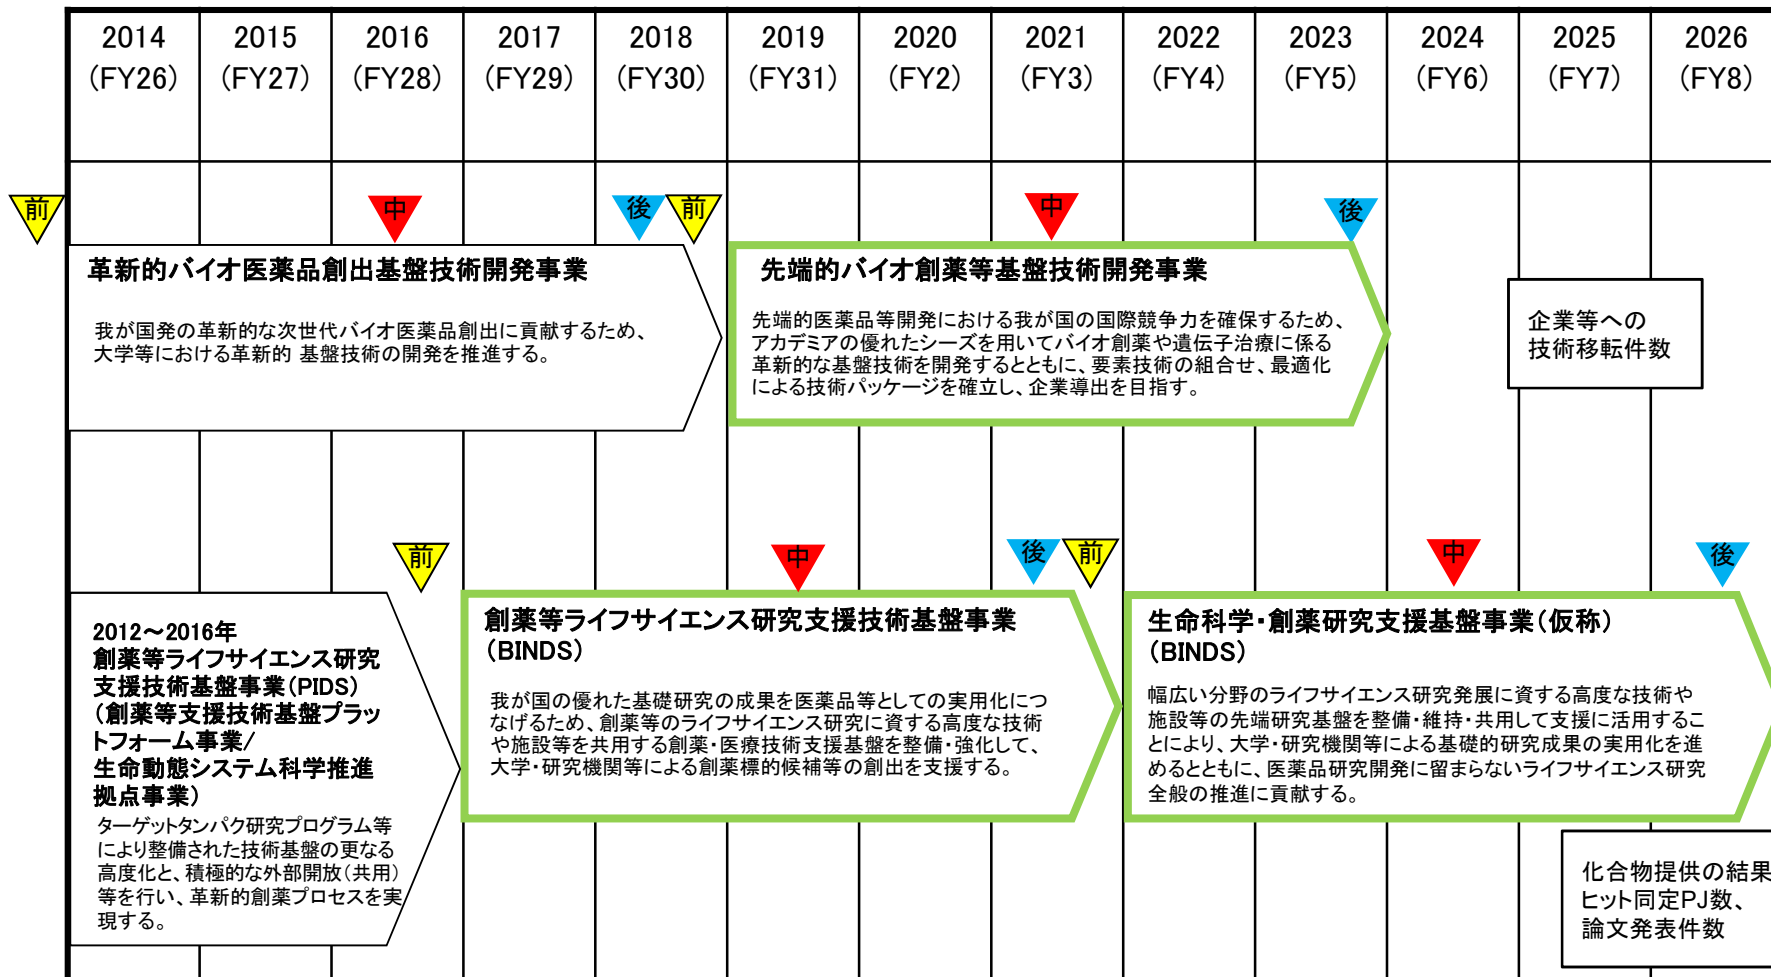 2014 2015 2016 2017 2018 2019 2020 2021 2022 2023 2024 2025 2026
(FY26) (FY27) (FY28) (FY29) (FY30) (FY31) (FY2) (FY3) (FY4) (FY5) (FY6) (FY7) (FY8)
前 中 後 前 中 後
革新的バイオ医薬品創出基盤技術開発事業
我が国発の革新的な次世代バイオ医薬品創出に貢献するため、
大学等における革新的 基盤技術の開発を推進する。
先端的バイオ創薬等基盤技術開発事業
先端的医薬品等開発における我が国の国際競争力を確保するため、
アカデミアの優れたシーズを用いてバイオ創薬や遺伝子治療に係る
革新的な基盤技術を開発するとともに、要素技術の組合せ、最適化
による技術パッケージを確立し、企業導出を目指す。
企業等への
技術移転件数
前 中 後 前 中 後
2012～2016年
創薬等ライフサイエンス研究
支援技術基盤事業(PIDS)
(創薬等支援技術基盤プラッ
トフォーム事業/
生命動態システム科学推進
拠点事業)
ターゲットタンパク研究プログラム等
により整備された技術基盤の更なる
高度化と、積極的な外部開放(共用)
等を行い、革新的創薬プロセスを実
現する。
創薬等ライフサイエンス研究支援技術基盤事業
(BINDS)
我が国の優れた基礎研究の成果を医薬品等としての実用化につ
なげるため、創薬等のライフサイエンス研究に資する高度な技術
や施設等を共用する創薬・医療技術支援基盤を整備・強化して、
大学・研究機関等による創薬標的候補等の創出を支援する。
生命科学・創薬研究支援基盤事業(仮称)
(BINDS)
幅広い分野のライフサイエンス研究発展に資する高度な技術や
施設等の先端研究基盤を整備・維持・共用して支援に活用するこ
とにより、大学・研究機関等による基礎的研究成果の実用化を進
めるとともに、医薬品研究開発に留まらないライフサイエンス研究
全般の推進に貢献する。
化合物提供の結果
ヒット同定PJ数、
論文発表件数